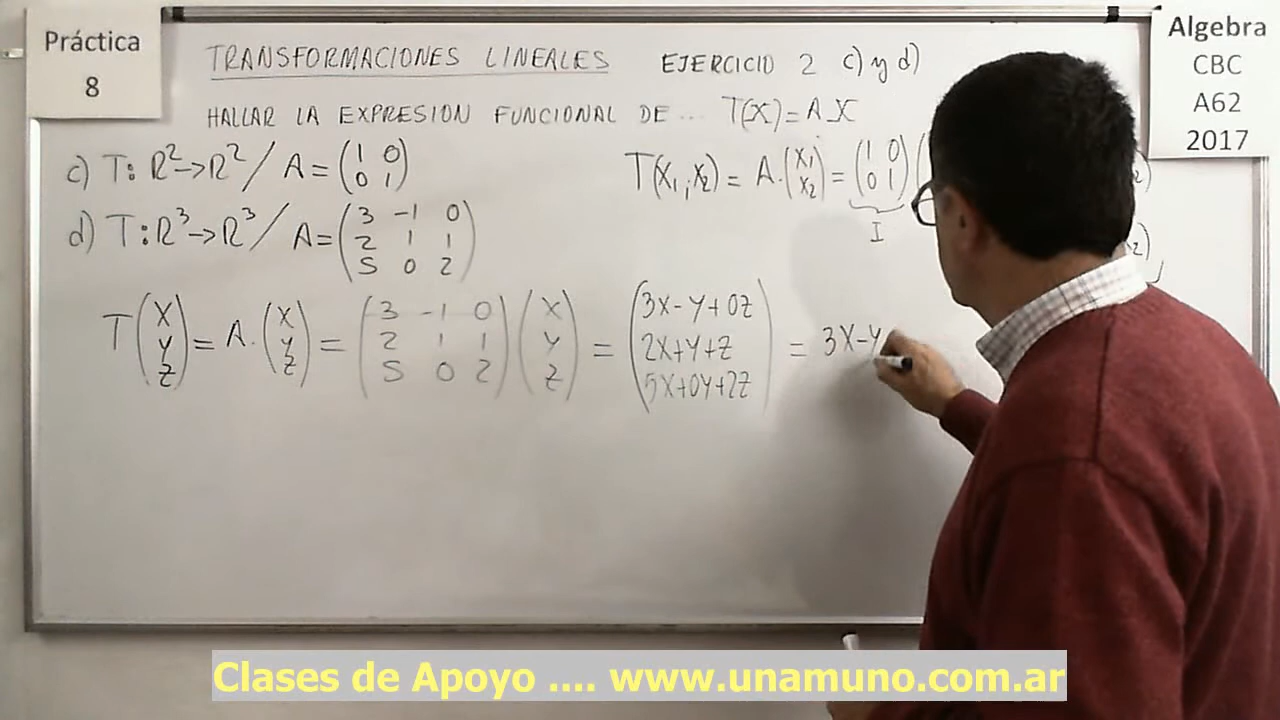 Práctica
8
Algebra
CBC
A62
2017
TRANSFORMACIONES LINEALES EJERCICIO 2 c) y d)
HALLAR LA EXPRESION FUNCIONAL DE ... T(X) = A.X
c) T: R² → R² / A = (1 0
0 1)
T(X₁, X₂) = A. (X₁
X₂) = (1 0
0 1) (
I
2)
d) T: R³ → R³ / A = (3 -1 0
2 1 1
5 0 2)
2)
T (X
Y
Z) = A. (X
Y
Z) = (3 -1 0
2 1 1
5 0 2) (X
Y
Z) = (3X-Y+0Z
2X+Y+Z
5X+0Y+2Z) = 3X-Y
Clases de Apoyo .... www.unamuno.com.ar